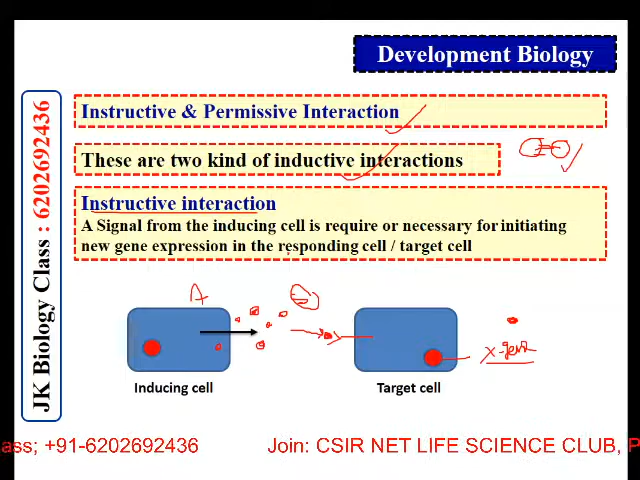 Development Biology
JK Biology Class : 6202692436
Instructive & Permissive Interaction
These are two kind of inductive interactions
Instructive interaction
A Signal from the inducing cell is require or necessary for initiating
new gene expression in the responding cell / target cell
A
X-gene
Inducing cell
Target cell
ass; +91-6202692436 Join: CSIR NET LIFE SCIENCE CLUB, P